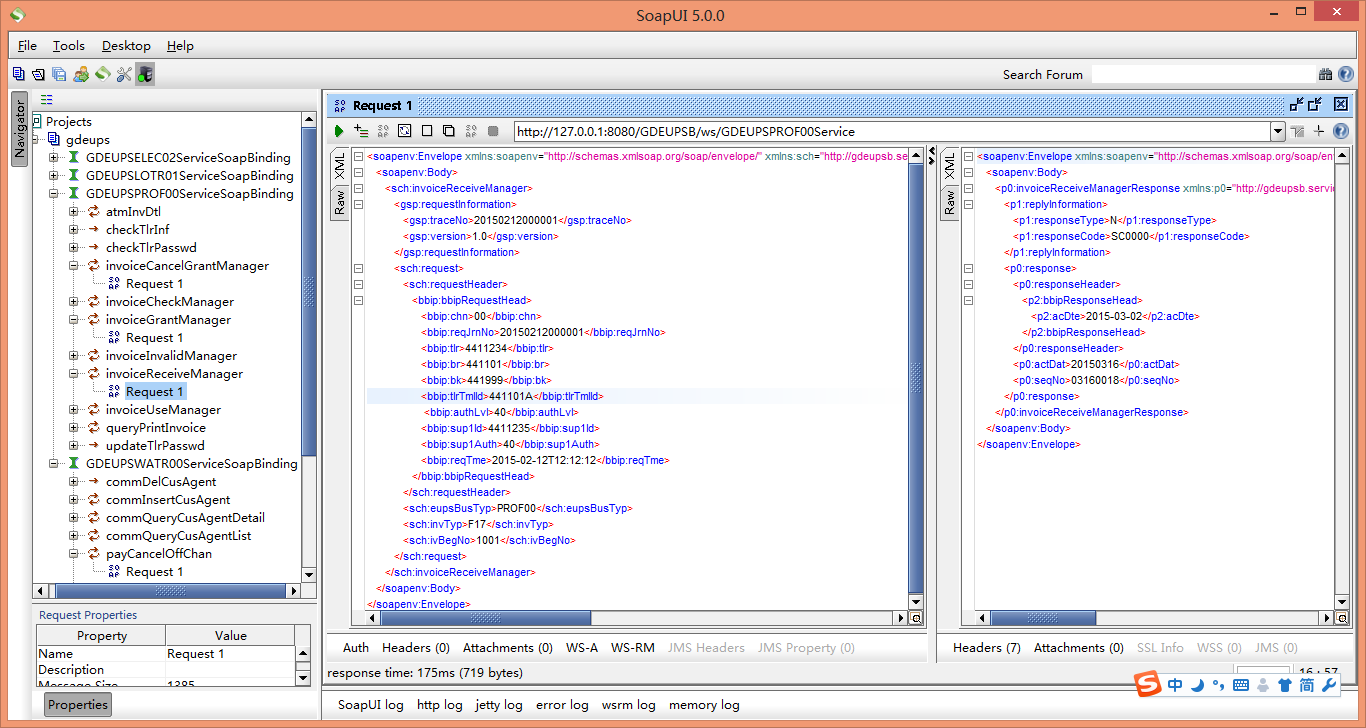 SoapUI 5.0.0
File Tools Desktop Help
Search Forum
Navigator
Projects
gdeups
GDEUPSELEC02ServiceSoapBinding
GDEUPSLOTR01ServiceSoapBinding
GDEUPSPROF00ServiceSoapBinding
atmInvDtl
checkTlrInf
checkTlrPasswd
invoiceCancelGrantManager
Request 1
invoiceCheckManager
invoiceGrantManager
Request 1
invoiceInvalidManager
invoiceReceiveManager
Request 1
invoiceUseManager
queryPrintInvoice
updateTlrPasswd
GDEUPSWATR00ServiceSoapBinding
commDelCusAgent
commInsertCusAgent
commQueryCusAgentDetail
commQueryCusAgentList
payCancelOffChan
Request 1
Request Properties
Property Value
Name Request 1
Description
Message Size 1385
Properties
Request 1
http://127.0.0.1:8080/GDEUPSB/ws/GDEUPSPROF00Service
XML
Raw
<soapenv:Envelope xmlns:soapenv="http://schemas.xmlsoap.org/soap/envelope/" xmlns:sch="http://gdeupsb.se
<soapenv:Body>
<sch:invoiceReceiveManager>
<gsp:requestInformation>
<gsp:traceNo>20150212000001</gsp:traceNo>
<gsp:version>1.0</gsp:version>
</gsp:requestInformation>
<sch:request>
<sch:requestHeader>
<bbip:bbipRequestHead>
<bbip:chn>00</bbip:chn>
<bbip:reqJrnNo>20150212000001</bbip:reqJrnNo>
<bbip:tlr>4411234</bbip:tlr>
<bbip:br>441101</bbip:br>
<bbip:bk>441999</bbip:bk>
<bbip:tlrTmlId>441101A</bbip:tlrTmlId>
<bbip:authLvl>40</bbip:authLvl>
<bbip:sup1Id>4411235</bbip:sup1Id>
<bbip:sup1Auth>40</bbip:sup1Auth>
<bbip:reqTme>2015-02-12T12:12:12</bbip:reqTme>
</bbip:bbipRequestHead>
</sch:requestHeader>
<sch:eupsBusTyp>PROF00</sch:eupsBusTyp>
<sch:invTyp>F17</sch:invTyp>
<sch:ivBegNo>1001</sch:ivBegNo>
</sch:request>
</sch:invoiceReceiveManager>
</soapenv:Body>
</soapenv:Envelope>
XML
Raw
<soapenv:Envelope xmlns:soapenv="http://schemas.xmlsoap.org/soap/en
<soapenv:Body>
<p0:invoiceReceiveManagerResponse xmlns:p0="http://gdeupsb.servic
<p1:replyInformation>
<p1:responseType>N</p1:responseType>
<p1:responseCode>SC0000</p1:responseCode>
</p1:replyInformation>
<p0:response>
<p0:responseHeader>
<p2:bbipResponseHead>
<p2:acDte>2015-03-02</p2:acDte>
</p2:bbipResponseHead>
</p0:responseHeader>
<p0:actDat>20150316</p0:actDat>
<p0:seqNo>03160018</p0:seqNo>
</p0:response>
</p0:invoiceReceiveManagerResponse>
</soapenv:Body>
</soapenv:Envelope>
Auth Headers (0) Attachments (0) WS-A WS-RM JMS Headers JMS Property (0)
Headers (7) Attachments (0) SSL Info WSS (0) JMS (0)
response time: 175ms (719 bytes)
16 : 57
中 简
SoapUI log http log jetty log error log wsrm log memory log